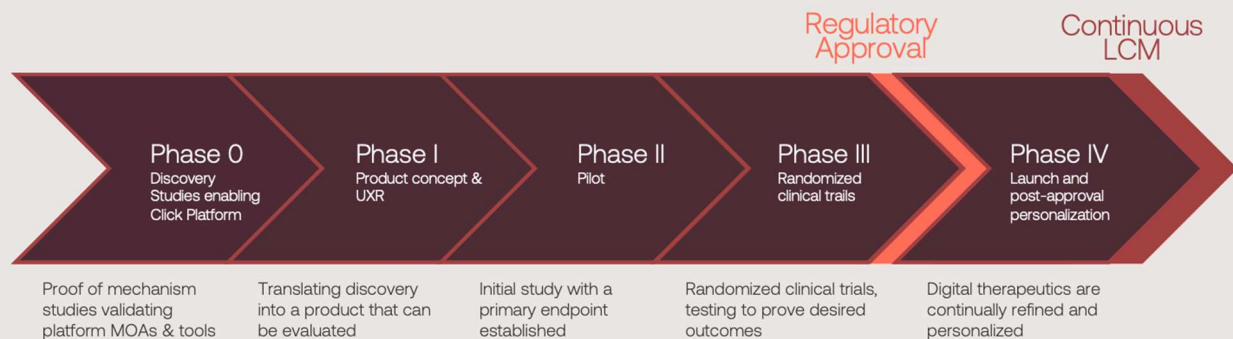 Regulatory
Approval
Continuous
LCM
Phase 0
Discovery
Studies enabling
Click Platform
Phase I
Product concept &
UXR
Phase II
Pilot
Phase III
Randomized
clinical trails
Phase IV
Launch and
post-approval
personalization
Proof of mechanism
studies validating
platform MOAs & tools
Translating discovery
into a product that can
be evaluated
Initial study with a
primary endpoint
established
Randomized clinical trials,
testing to prove desired
outcomes
Digital therapeutics are
continually refined and
personalized